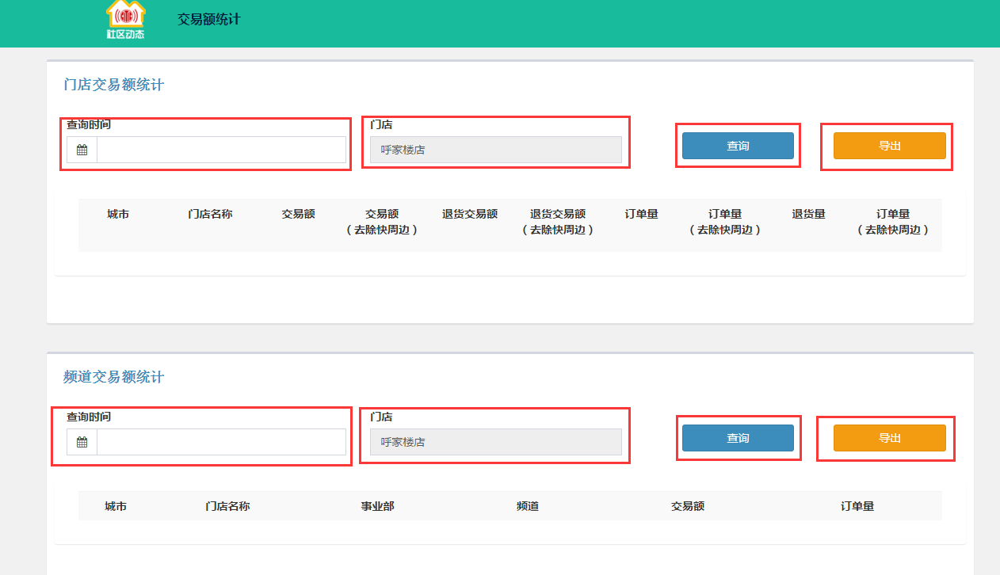 社区动态
交易额统计
门店交易额统计
查询时间
门店
呼家楼店
查询
导出
城市 门店名称 交易额 交易额 退货交易额 退货交易额 订单量 订单量 退货量 订单量
（去除快周边） （去除快周边） （去除快周边） （去除快周边）
频道交易额统计
查询时间
门店
呼家楼店
查询
导出
城市 门店名称 事业部 频道 交易额 订单量